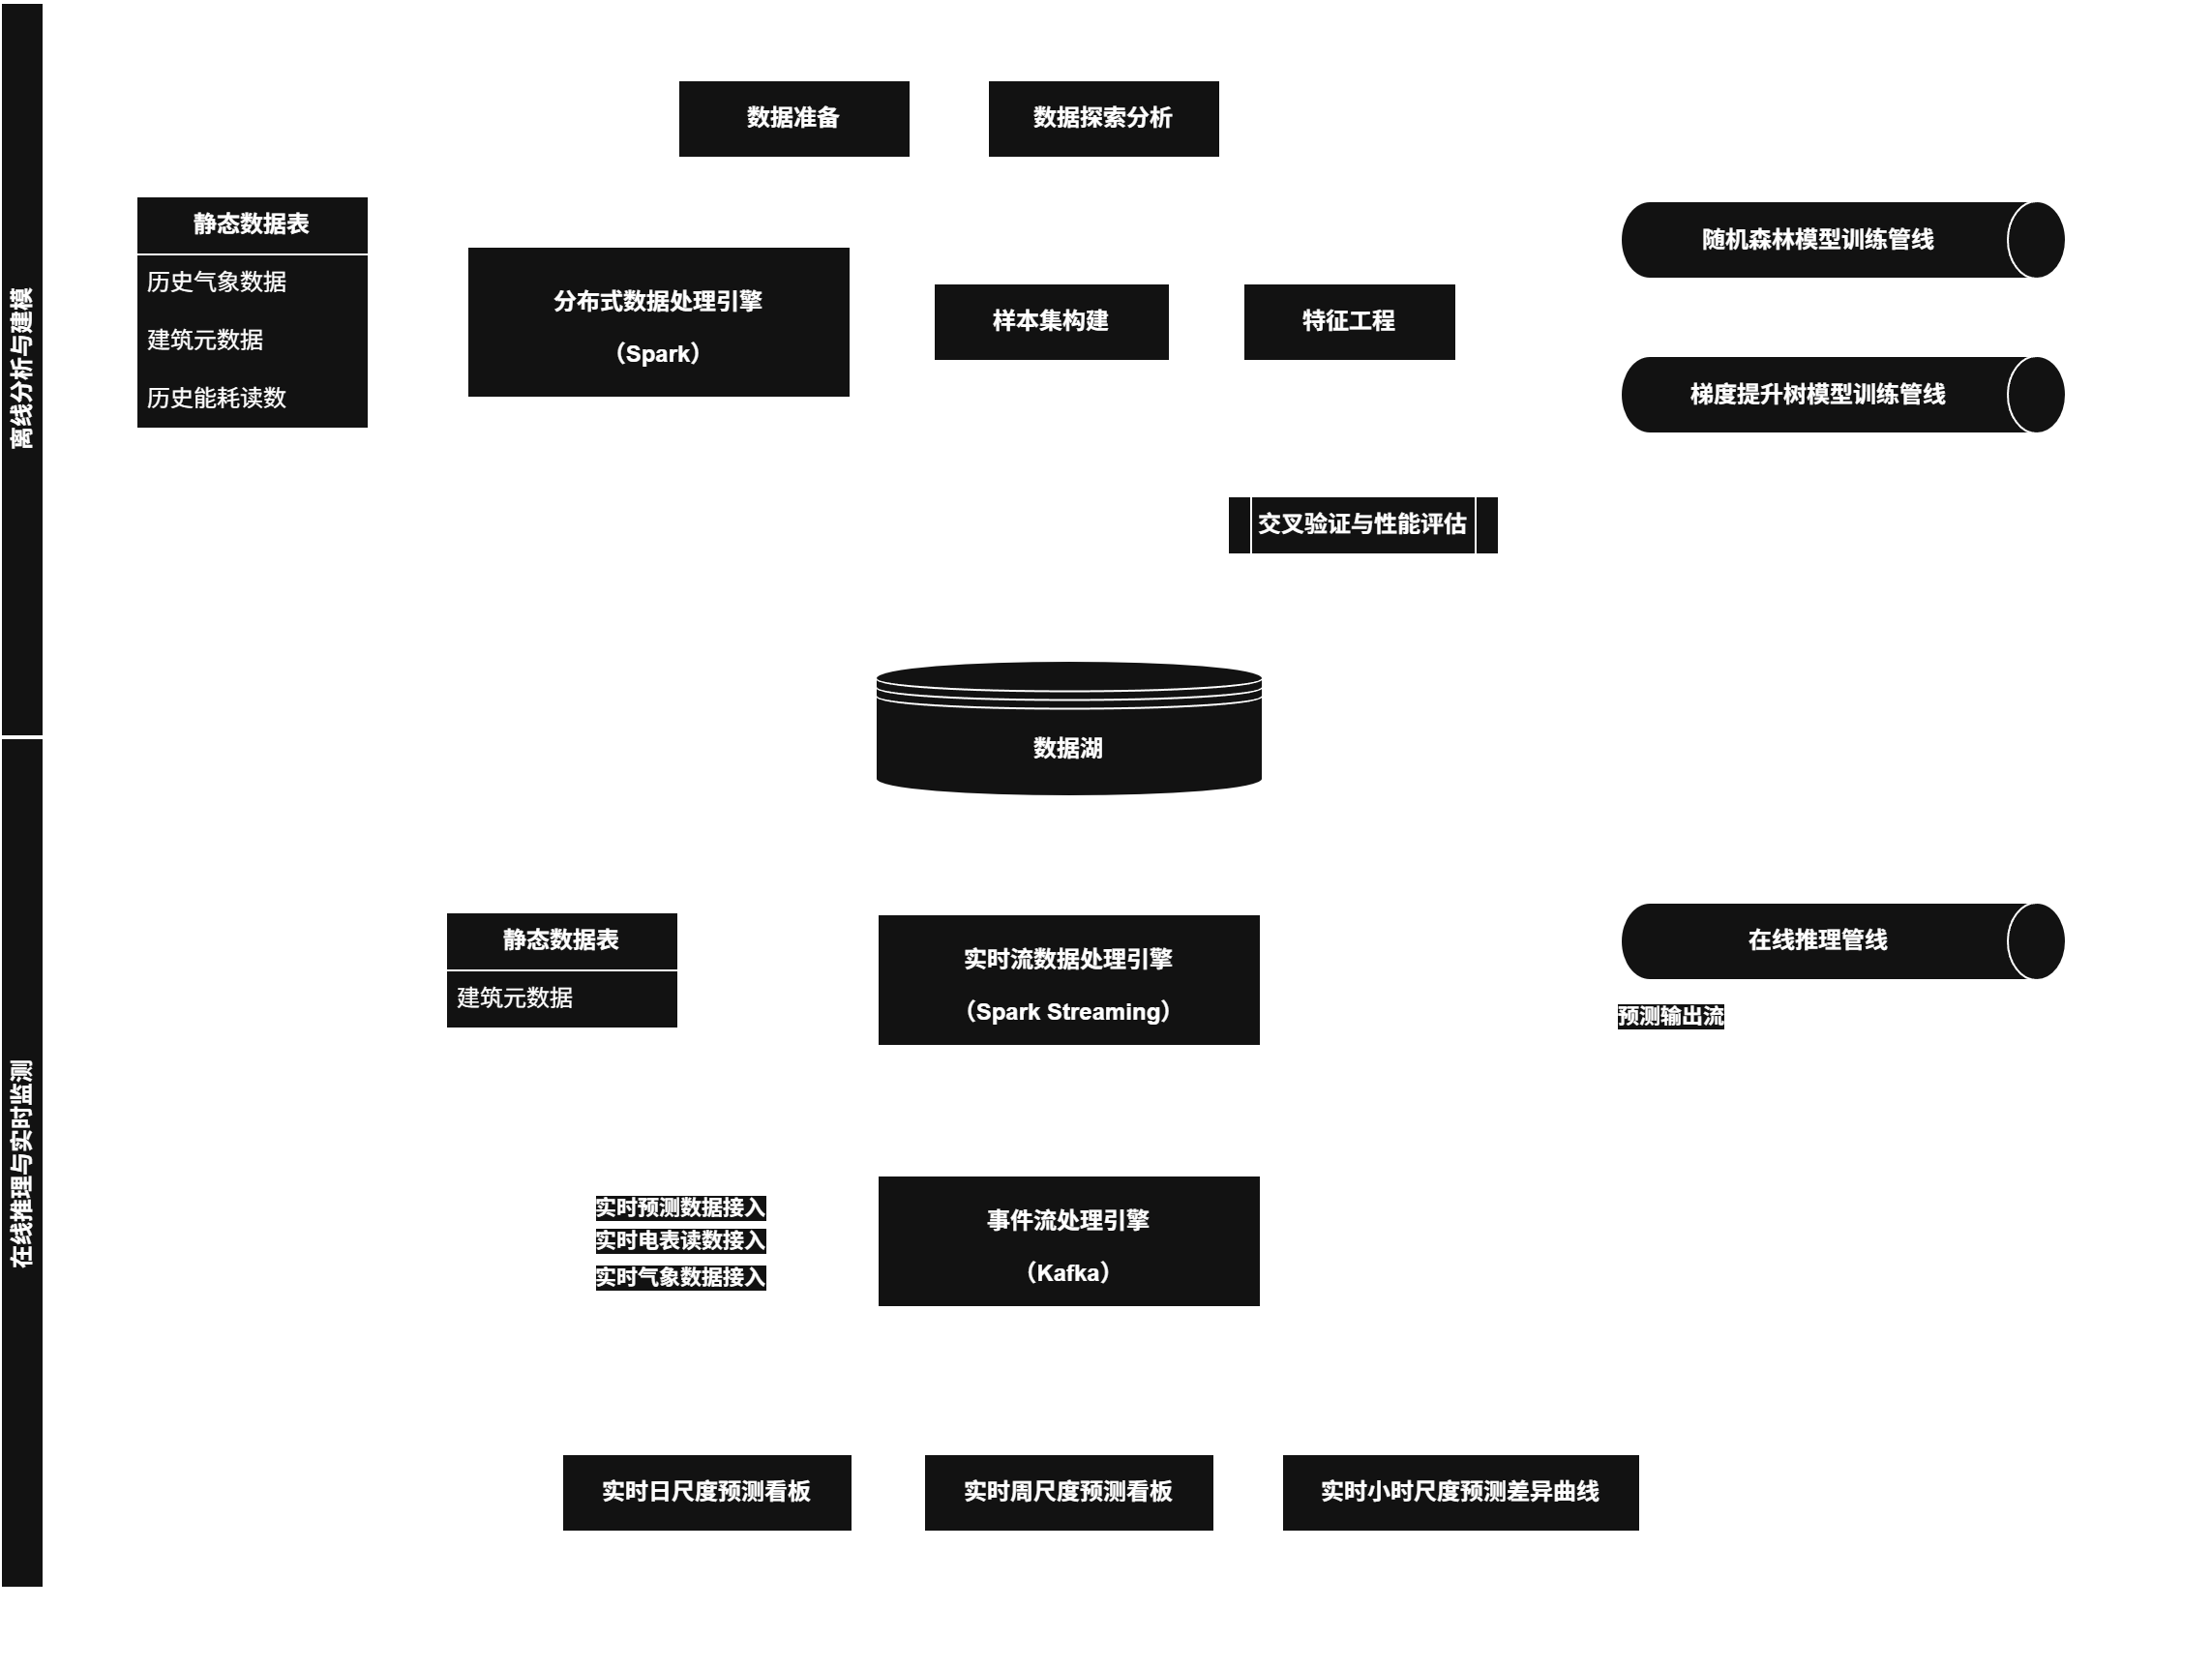 离线分析与建模
数据准备
数据探索分析
静态数据表
历史气象数据
建筑元数据
历史能耗读数
分布式数据处理引擎
（Spark）
样本集构建
特征工程
随机森林模型训练管线
梯度提升树模型训练管线
交叉验证与性能评估
数据湖
在线推理与实时监测
静态数据表
建筑元数据
实时流数据处理引擎
（Spark Streaming）
在线推理管线
预测输出流
实时预测数据接入
实时电表读数接入
实时气象数据接入
事件流处理引擎
（Kafka）
实时日尺度预测看板
实时周尺度预测看板
实时小时尺度预测差异曲线